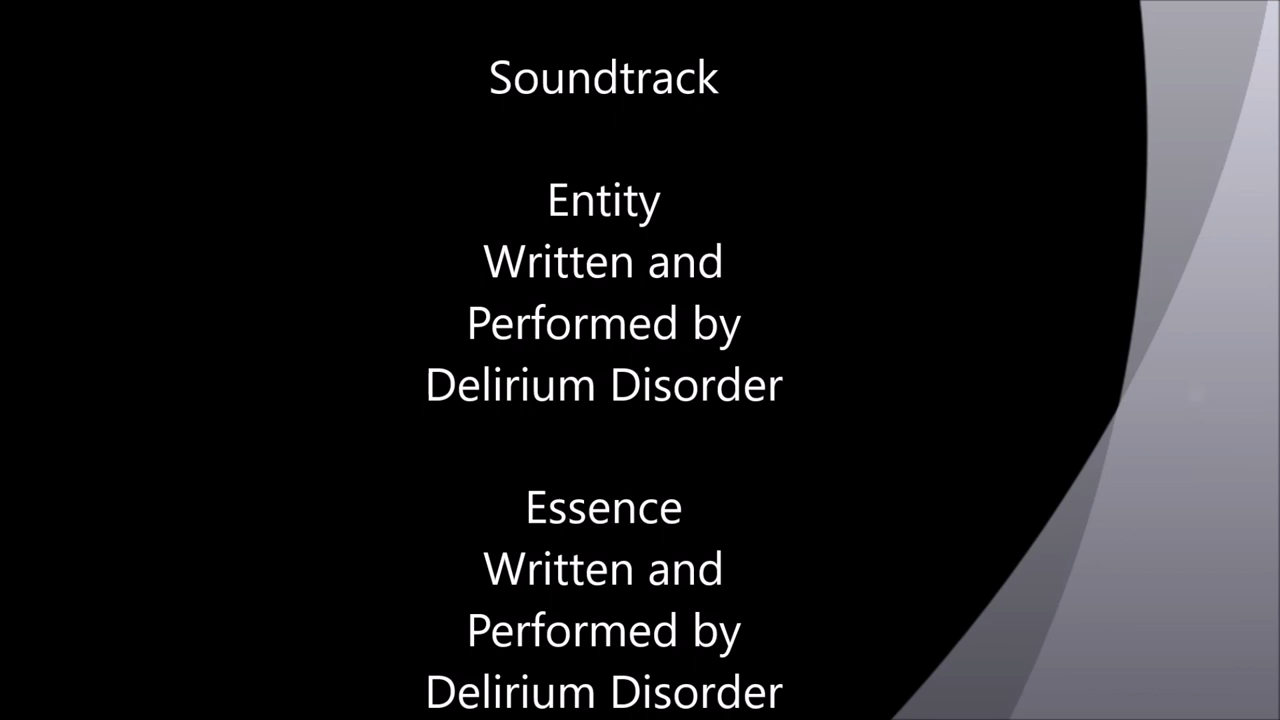 Soundtrack
Entity
Written and
Performed by
Delirium Disorder
Essence
Written and
Performed by
Delirium Disorder